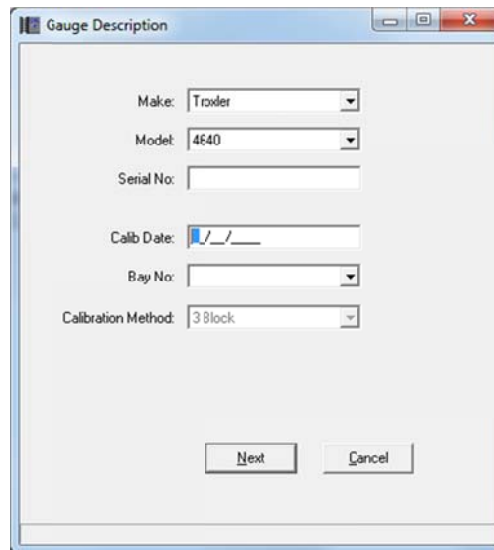 Gauge Description
Make: Troxler
Model: 4640
Serial No:
Calib Date: _/__/____
Bay No:
Calibration Method: 3 Block
Next Cancel